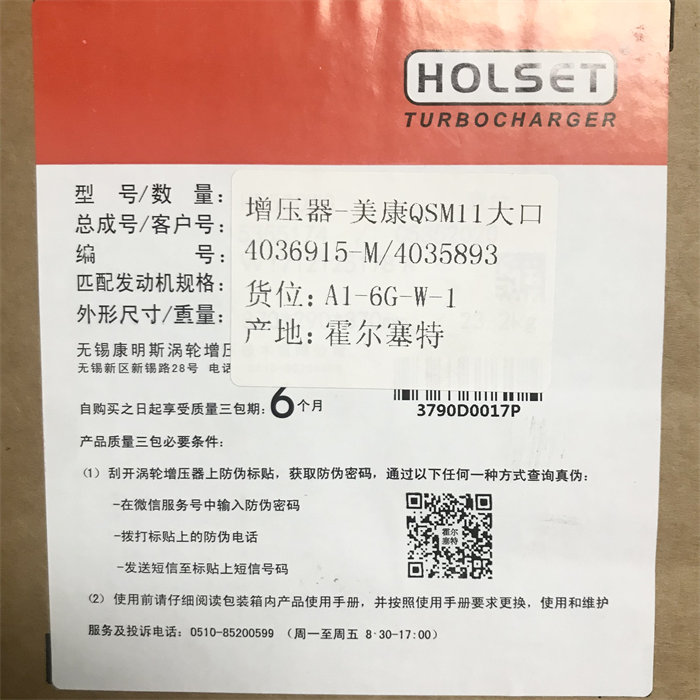 HOLSET
TURBOCHARGER
型 号/数 量：
总成号/客户号：
编 号：
匹配发动机规格：
外形尺寸/重量：
增压器-美康QSM11大口
4036915-M/4035893
货位：A1-6G-W-1
产地：霍尔塞特
无锡康明斯涡轮增压
无锡新区新锡路28号 电话
自购买之日起享受质量三包期：6个月
3790D0017P
产品质量三包必要条件：
（1）刮开涡轮增压器上防伪标贴，获取防伪密码，通过以下任何一种方式查询真伪：
-在微信服务号中输入防伪密码
-拨打标贴上的防伪电话
-发送短信至标贴上短信号码
霍尔
塞特
（2）使用前请仔细阅读包装箱内产品使用手册，并按照使用手册要求更换，使用和维护
服务及投诉电话：0510-85200599 （周一至周五 8:30-17:00）